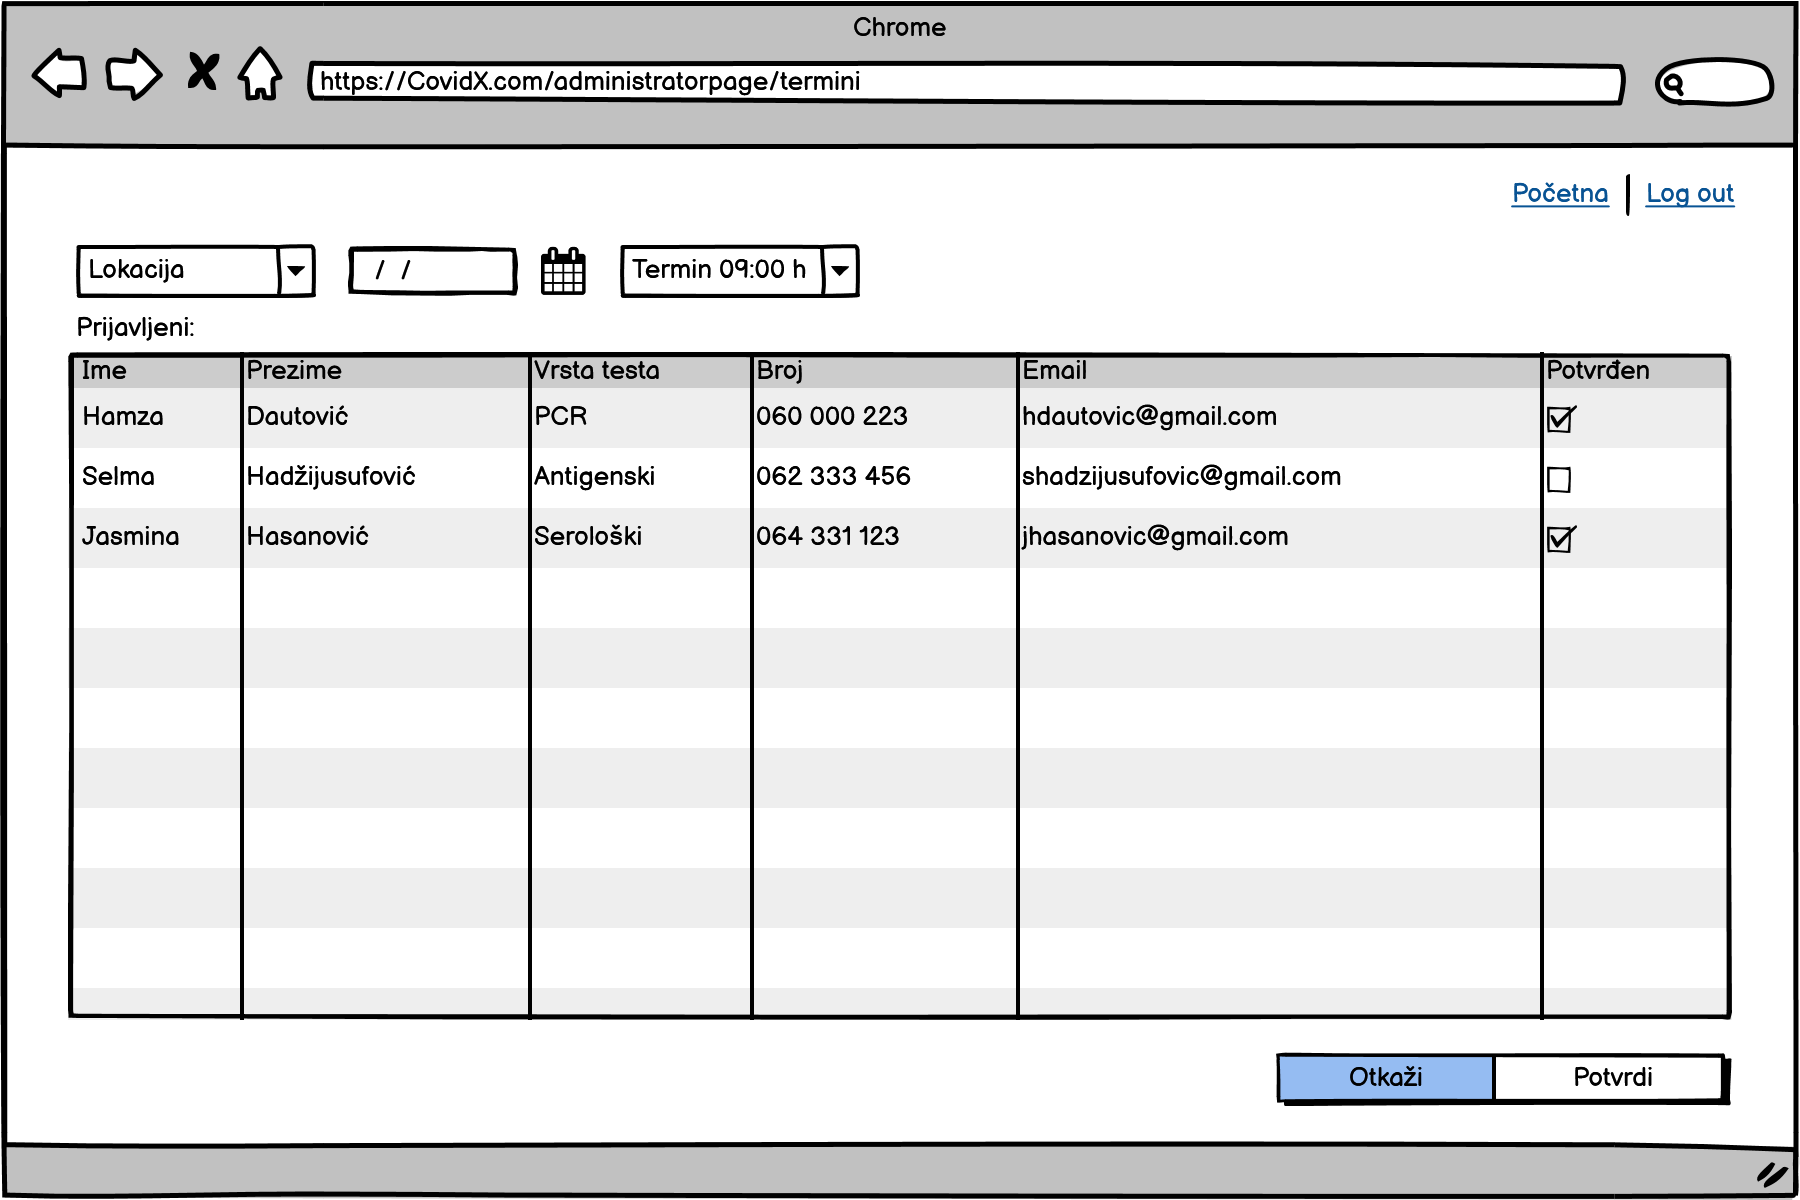 Chrome
https://CovidX.com/administratorpage/termini
Početna Log out
Lokacija / / Termin 09:00 h
Prijavljeni:
Ime Prezime Vrsta testa Broj Email Potvrđen
Hamza Dautović PCR 060 000 223 hdautovic@gmail.com
Selma Hadžijusufović Antigenski 062 333 456 shadzijusufovic@gmail.com
Jasmina Hasanović Serološki 064 331 123 jhasanovic@gmail.com
Otkaži Potvrdi